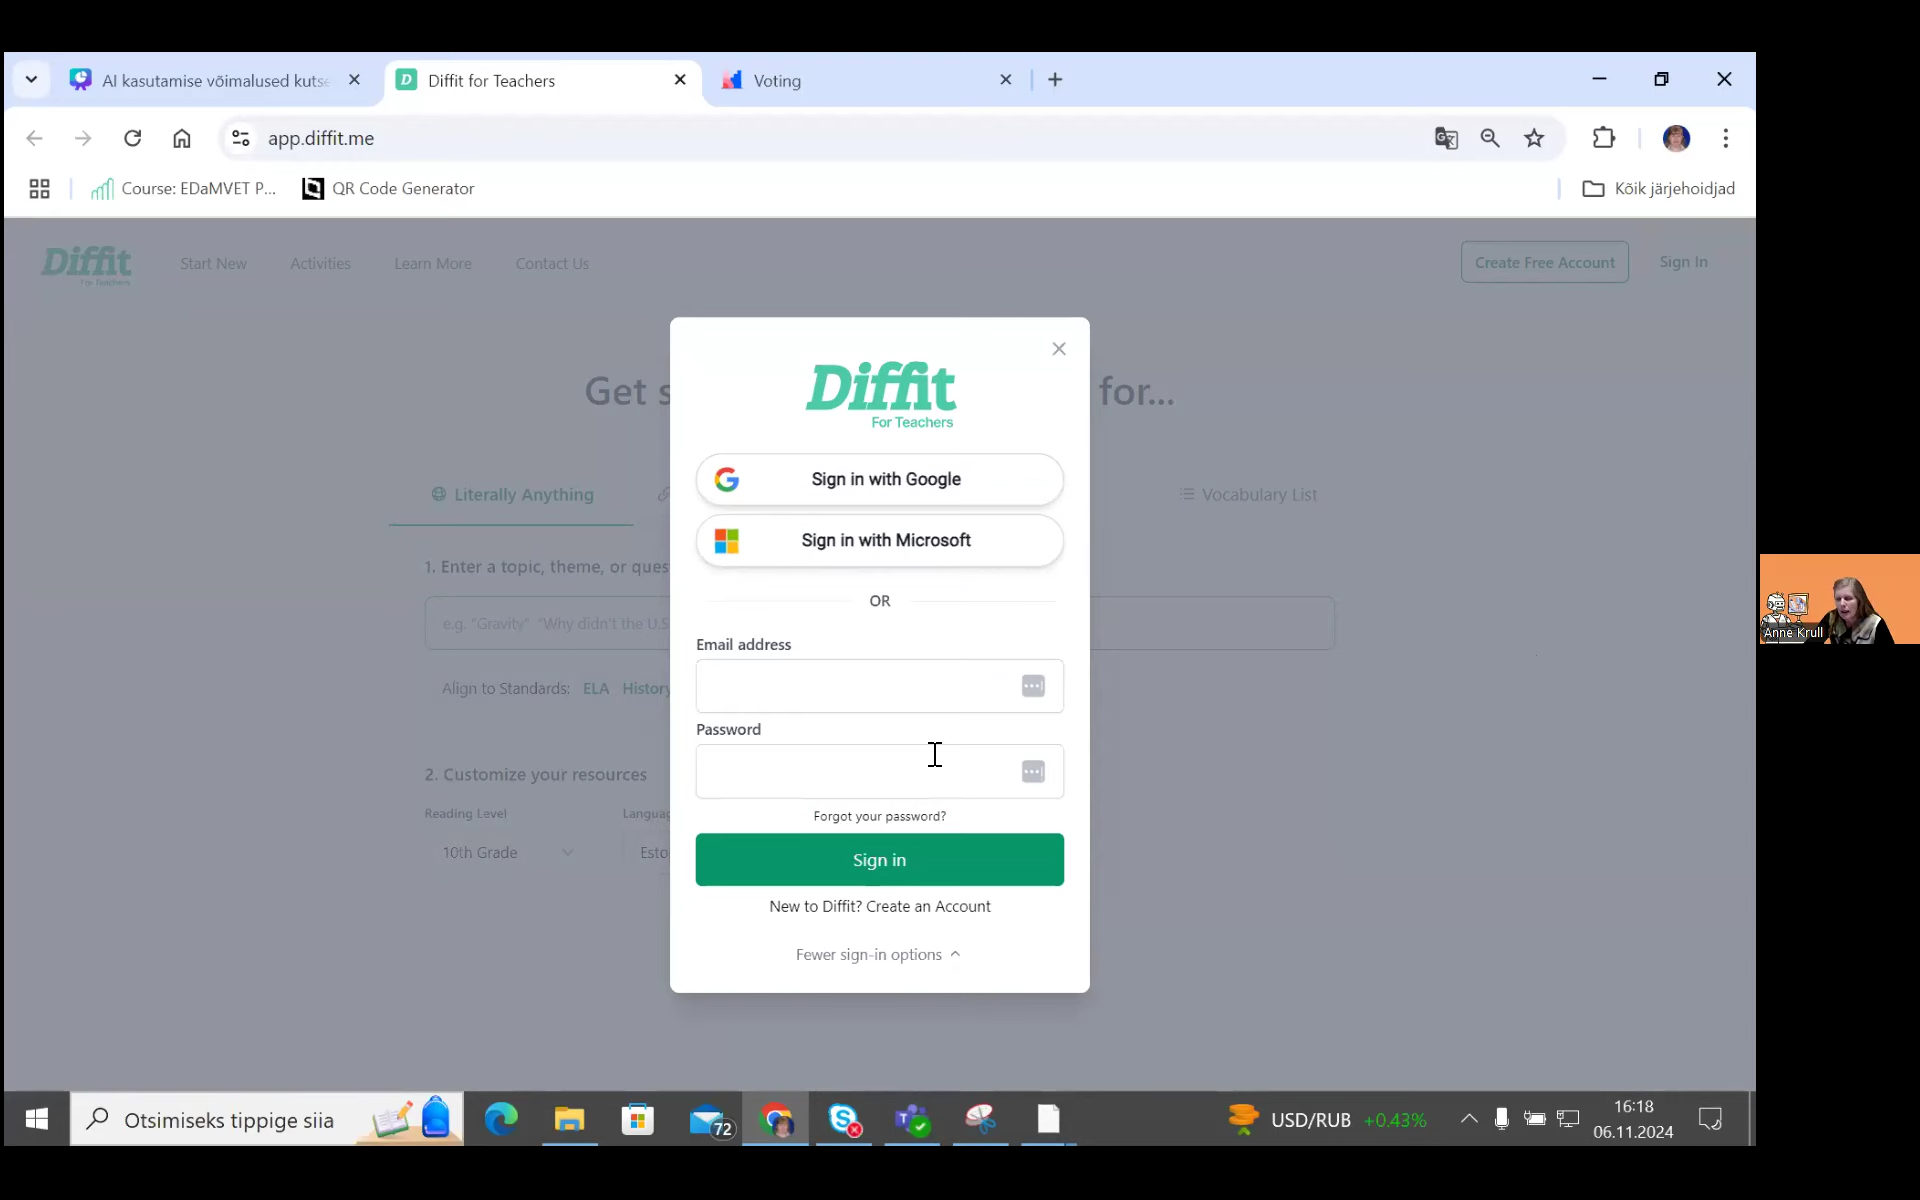 AI kasutamise võimalused kutse
Diffit for Teachers
Voting
app.diffit.me
Course: EDaMVET P...
QR Code Generator
Kõik järjehoidjad
Diffit
For Teachers
Start New
Activities
Learn More
Contact Us
Create Free Account
Sign In
Get s
for...
Diffit
For Teachers
Sign in with Google
Sign in with Microsoft
OR
Email address
Password
Forgot your password?
Sign in
New to Diffit? Create an Account
Fewer sign-in options
Literally Anything
Vocabulary List
1. Enter a topic, theme, or ques
e.g. "Gravity" "Why didn't the U.S
Align to Standards: ELA History
2. Customize your resources
Reading Level
Languag
10th Grade
Esto
Anne Krull
Otsimiseks tippige siia
72
USD/RUB +0.43%
16:18
06.11.2024